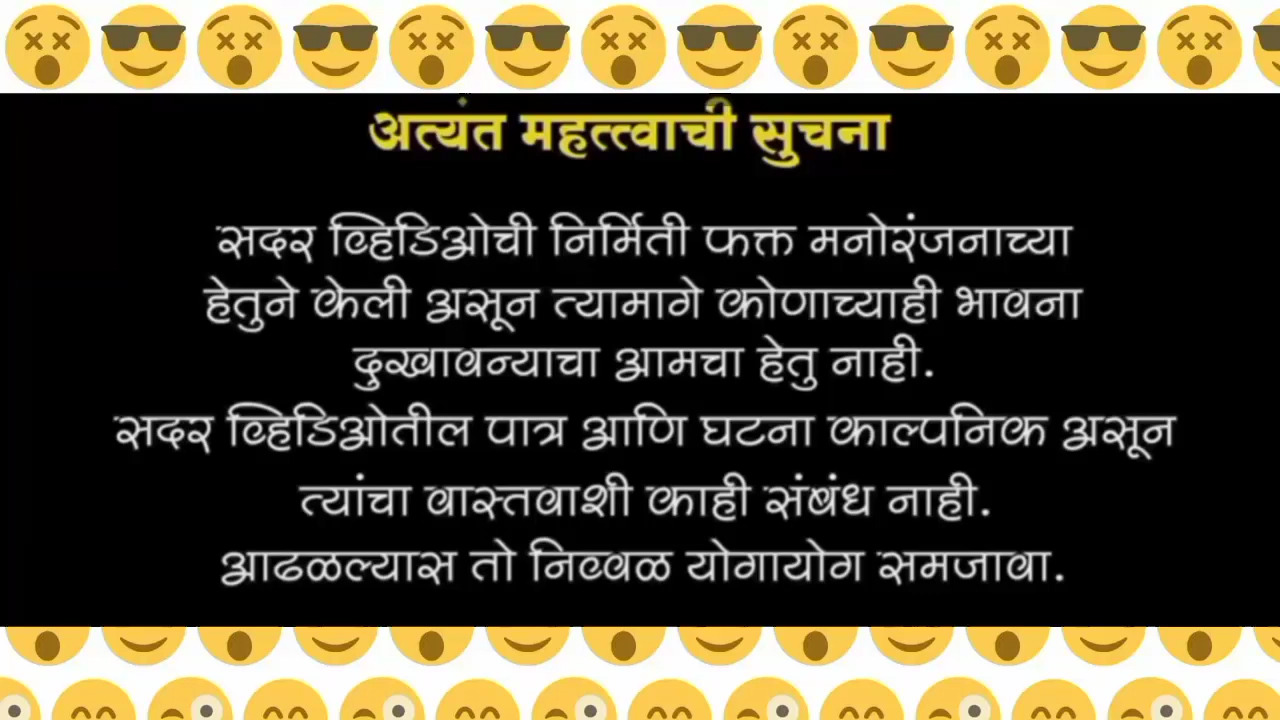 अत्यंत महत्त्वाची सुचना
सदर व्हिडिओची निर्मिती फक्त मनोरंजनाच्या
हेतुने केली असून त्यामागे कोणाच्याही भावना
दुखावन्याचा आमचा हेतु नाही.
सदर व्हिडिओतील पात्र आणि घटना काल्पनिक असून
त्यांचा वास्तवाशी काही संबंध नाही.
आढळल्यास तो निव्वळ योगायोग समजावा.